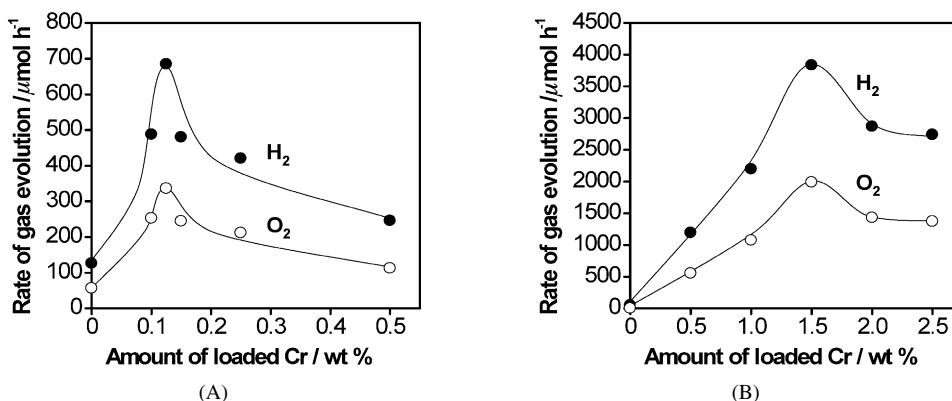 800
700
600
500
400
300
200
100
0
Rate of gas evolution /μmol h⁻¹
H₂
O₂
0 0.1 0.2 0.3 0.4 0.5
Amount of loaded Cr / wt %
(A)
4500
4000
3500
3000
2500
2000
1500
1000
500
0
Rate of gas evolution /μmol h⁻¹
H₂
O₂
0 0.5 1.0 1.5 2.0 2.5
Amount of loaded Cr / wt %
(B)